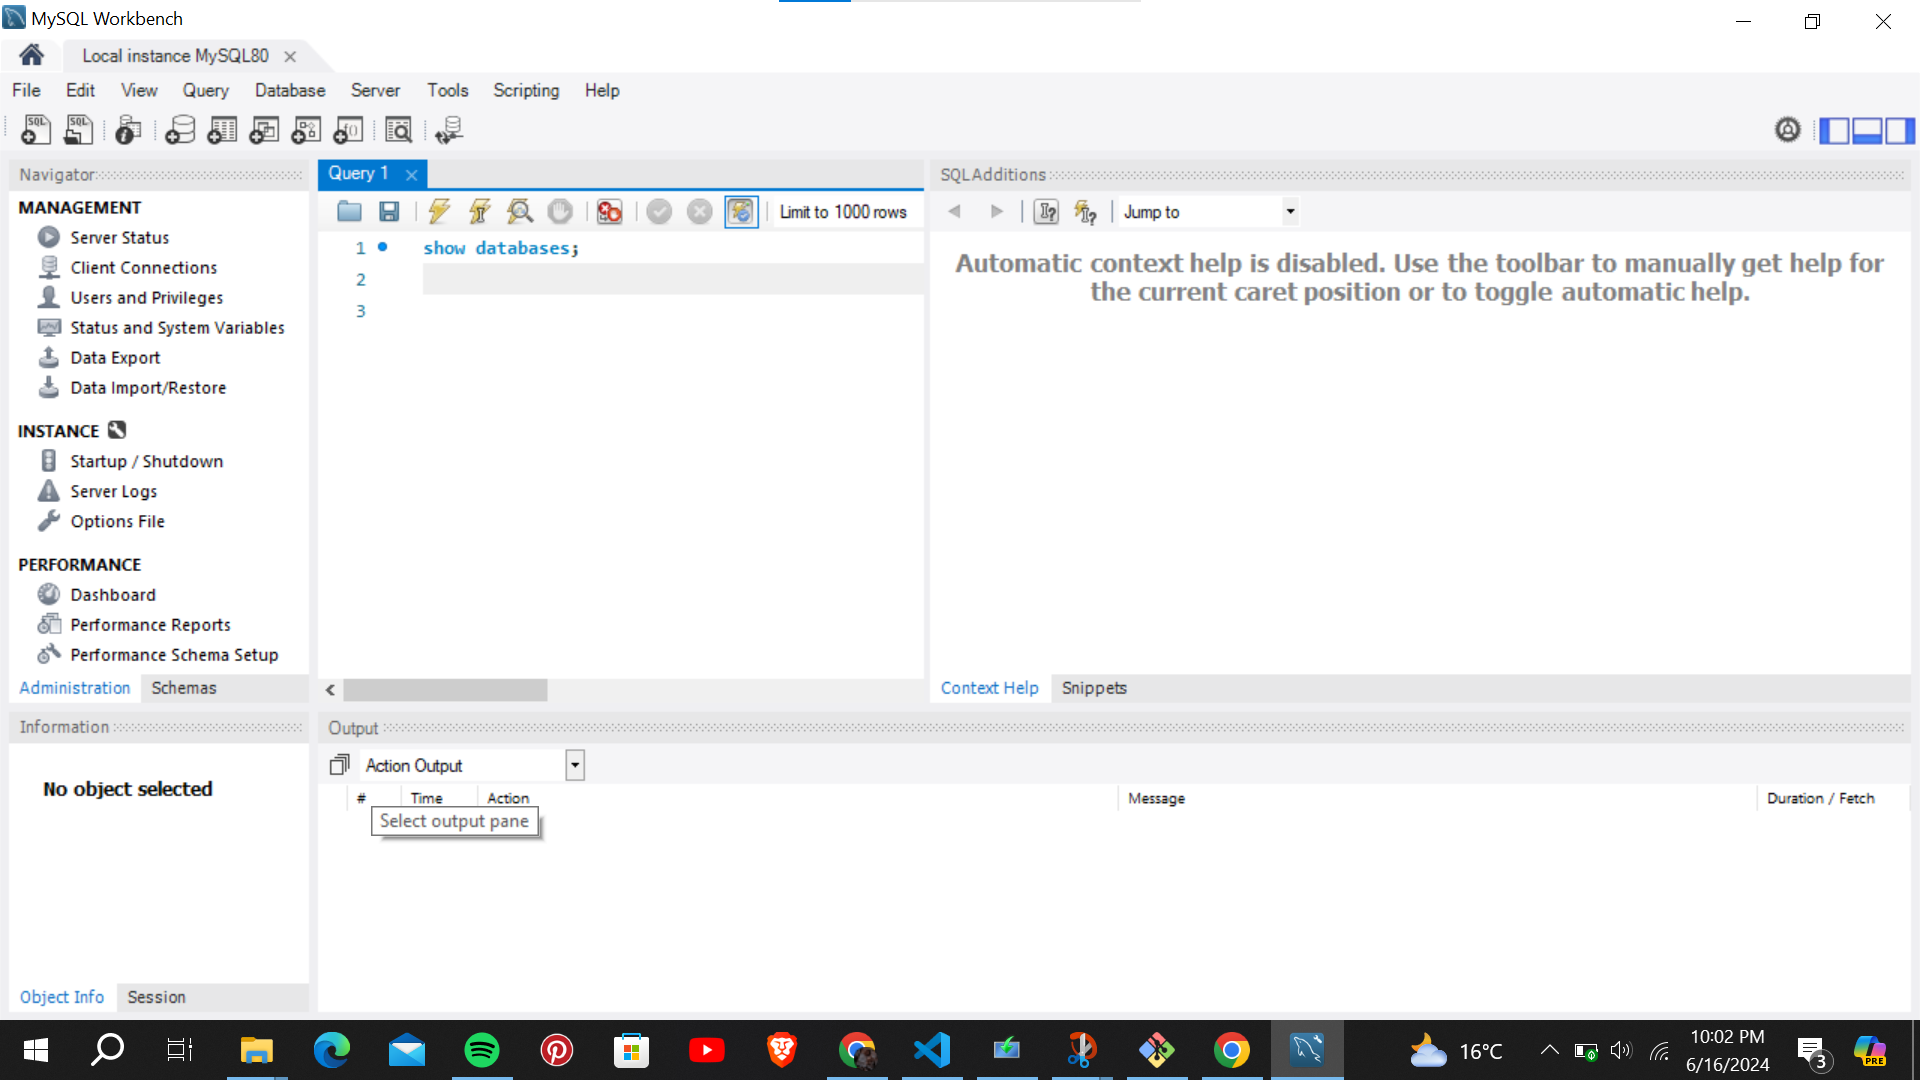 MySQL Workbench
Local instance MySQL80
File Edit View Query Database Server Tools Scripting Help
Navigator
MANAGEMENT
Server Status
Client Connections
Users and Privileges
Status and System Variables
Data Export
Data Import/Restore
INSTANCE
Startup / Shutdown
Server Logs
Options File
PERFORMANCE
Dashboard
Performance Reports
Performance Schema Setup
Administration Schemas
Information
No object selected
Object Info Session
Query 1
Limit to 1000 rows
1 show databases;
2
3
SQLAdditions
Jump to
Automatic context help is disabled. Use the toolbar to manually get help for
the current caret position or to toggle automatic help.
Context Help Snippets
Output
Action Output
# Time Action Message Duration / Fetch
Select output pane
16°C
10:02 PM
6/16/2024
3
PRE